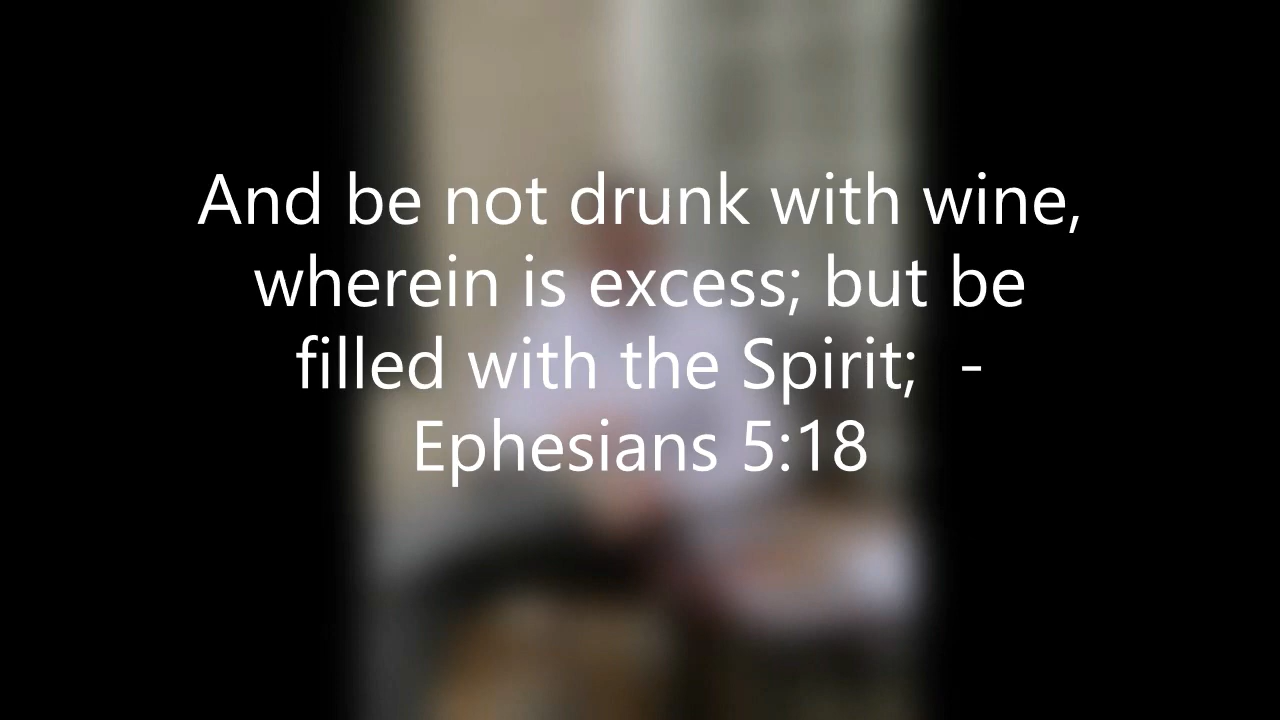 And be not drunk with wine,
wherein is excess; but be
filled with the Spirit;  -
Ephesians 5:18